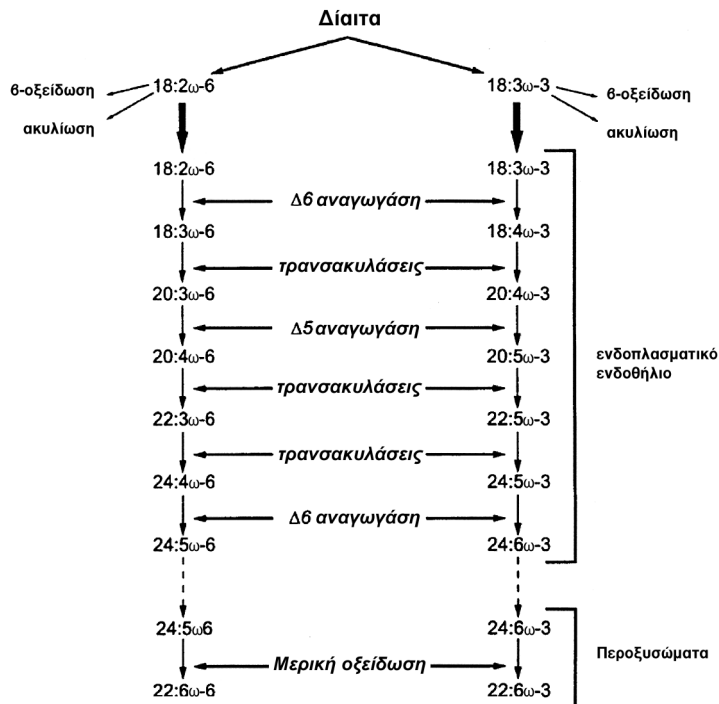 Δίαιτα
18:2ω-6 18:3ω-3
β-οξείδωση β-οξείδωση
ακυλίωση ακυλίωση
18:2ω-6 18:3ω-3
Δ6 αναγωγάση
18:3ω-6 18:4ω-3
τρανσακυλάσεις
20:3ω-6 20:4ω-3
Δ5 αναγωγάση
20:4ω-6 20:5ω-3
ενδοπλασματικό
ενδοθήλιο
τρανσακυλάσεις
22:3ω-6 22:5ω-3
τρανσακυλάσεις
24:4ω-6 24:5ω-3
Δ6 αναγωγάση
24:5ω-6 24:6ω-3
24:5ω6 24:6ω-3
Μερική οξείδωση
Περοξυσώματα
22:6ω-6 22:6ω-3